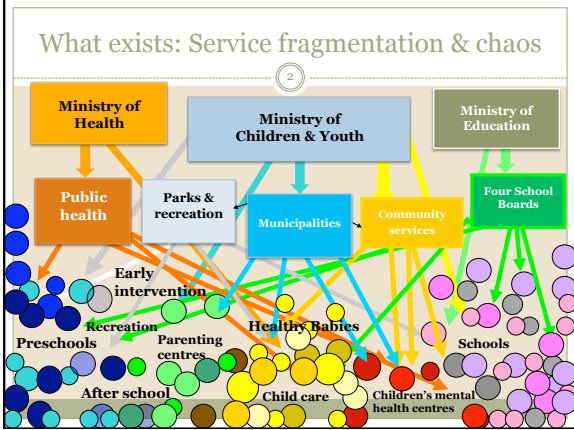 What exists: Service fragmentation & chaos
2
Ministry of
Health
Ministry of
Children & Youth
Ministry of
Education
Public
health
Parks &
recreation
Municipalities
Community
services
Four School
Boards
Early
intervention
Recreation
Healthy Babies
Preschools
Parenting
centres
Schools
After school
Child care
Children's mental
health centres